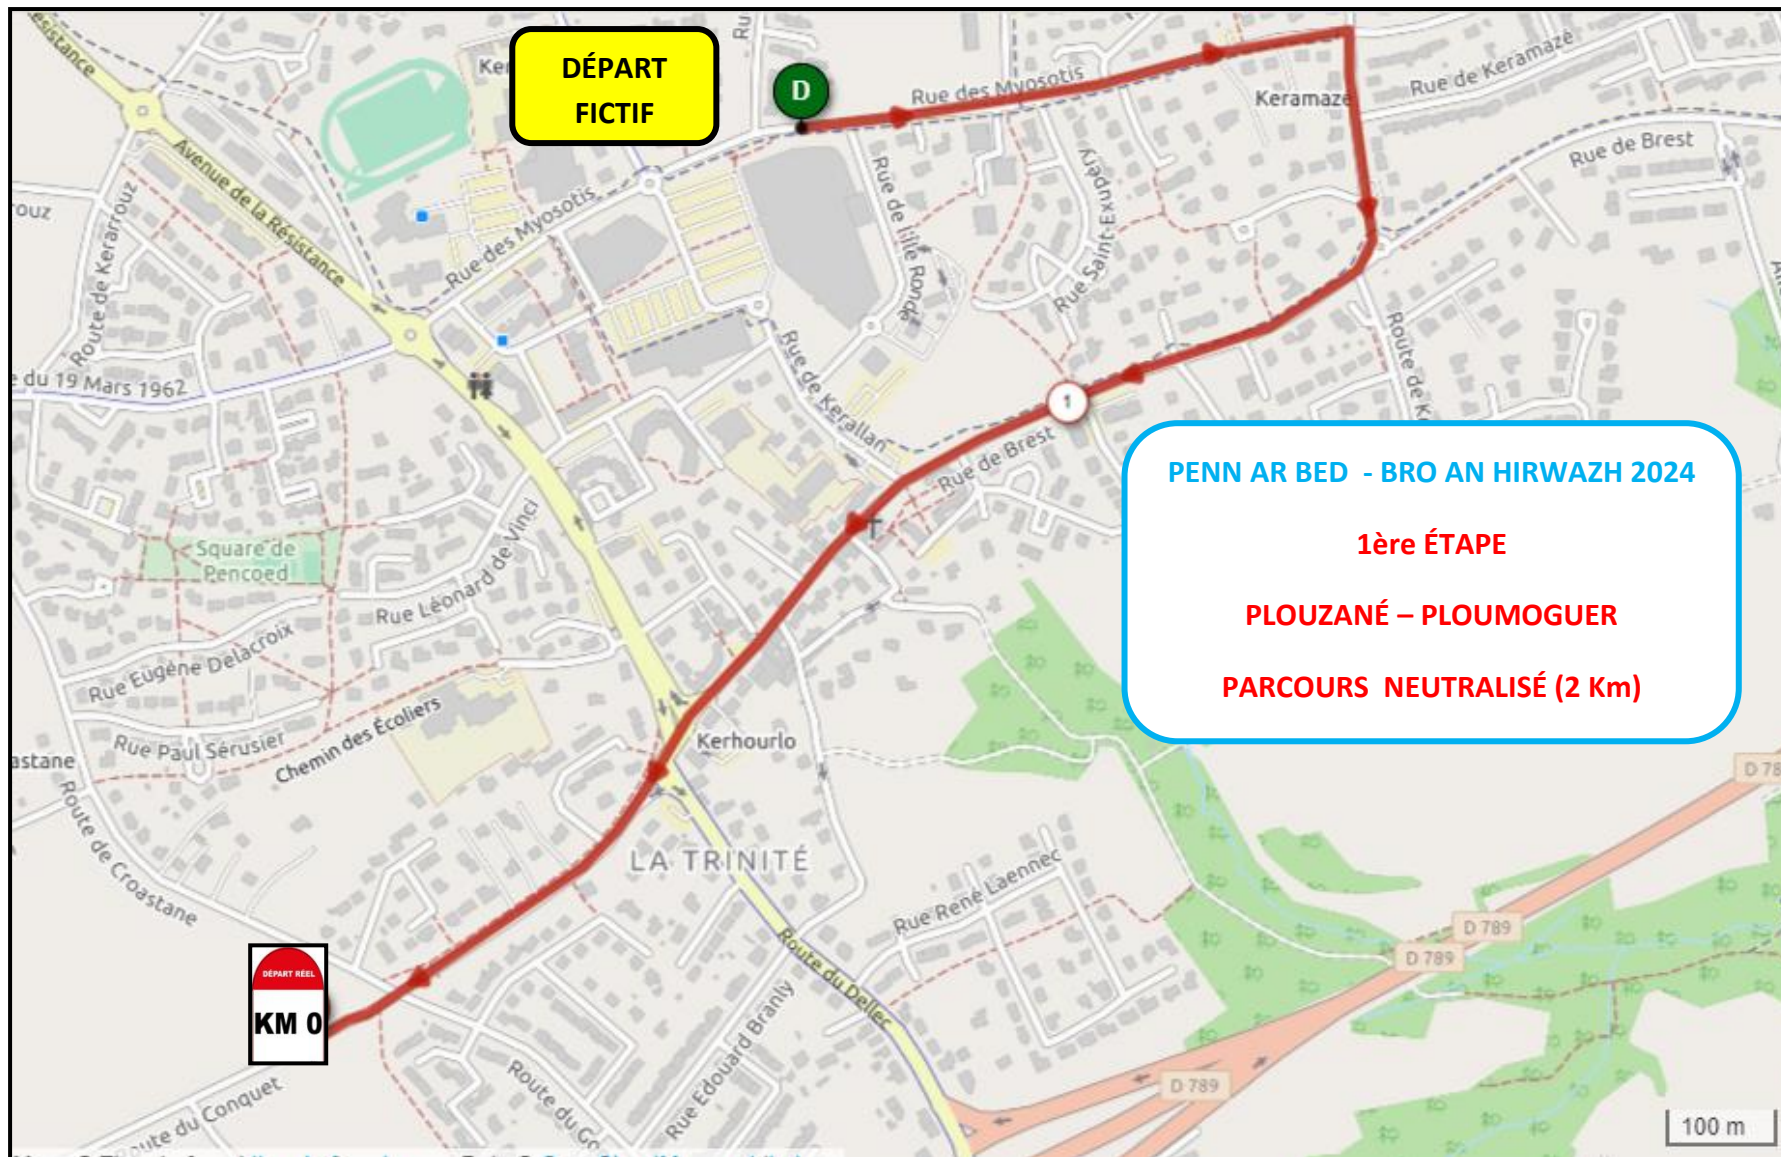 DÉPART
FICTIF
D
Rue des Myosotis
Keramazé
Rue de Keramazé
Rue de Brest
Avenue de la Résistance
Route de Kerarrouz
Rue des Myosotis
Rue de l'Ile Ronde
Rue Saint-Exupéry
Rue de Kerallan
1
Rue de Brest
PENN AR BED - BRO AN HIRWAZH 2024
1ère ÉTAPE
PLOUZANÉ – PLOUMOGUER
PARCOURS NEUTRALISÉ (2 Km)
du 19 Mars 1962
Square de
Pencoed
Rue Léonard de Vinci
Rue Eugène Delacroix
Rue Paul Sérusier
Chemin des Écoliers
Kerhourlo
LA TRINITÉ
Route de Croastane
Rue René Laennec
Route du Dellec
Rue Edouard Branly
DÉPART RÉEL
KM 0
Route du Conquet
D 789
D 789
D 789
100 m